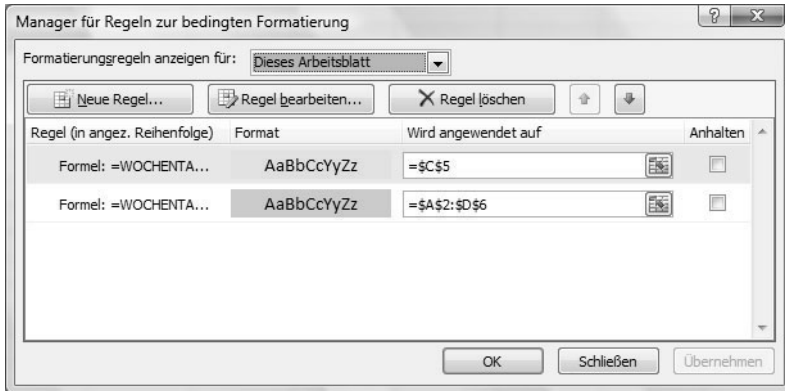 Manager für Regeln zur bedingten Formatierung
Formatierungsregeln anzeigen für: Dieses Arbeitsblatt
Neue Regel... Regel bearbeiten... Regel löschen
Regel (in angez. Reihenfolge) Format Wird angewendet auf Anhalten
Formel: =WOCHENTA... AaBbCcYyZz =$C$5
Formel: =WOCHENTA... AaBbCcYyZz =$A$2:$D$6
OK Schließen Übernehmen